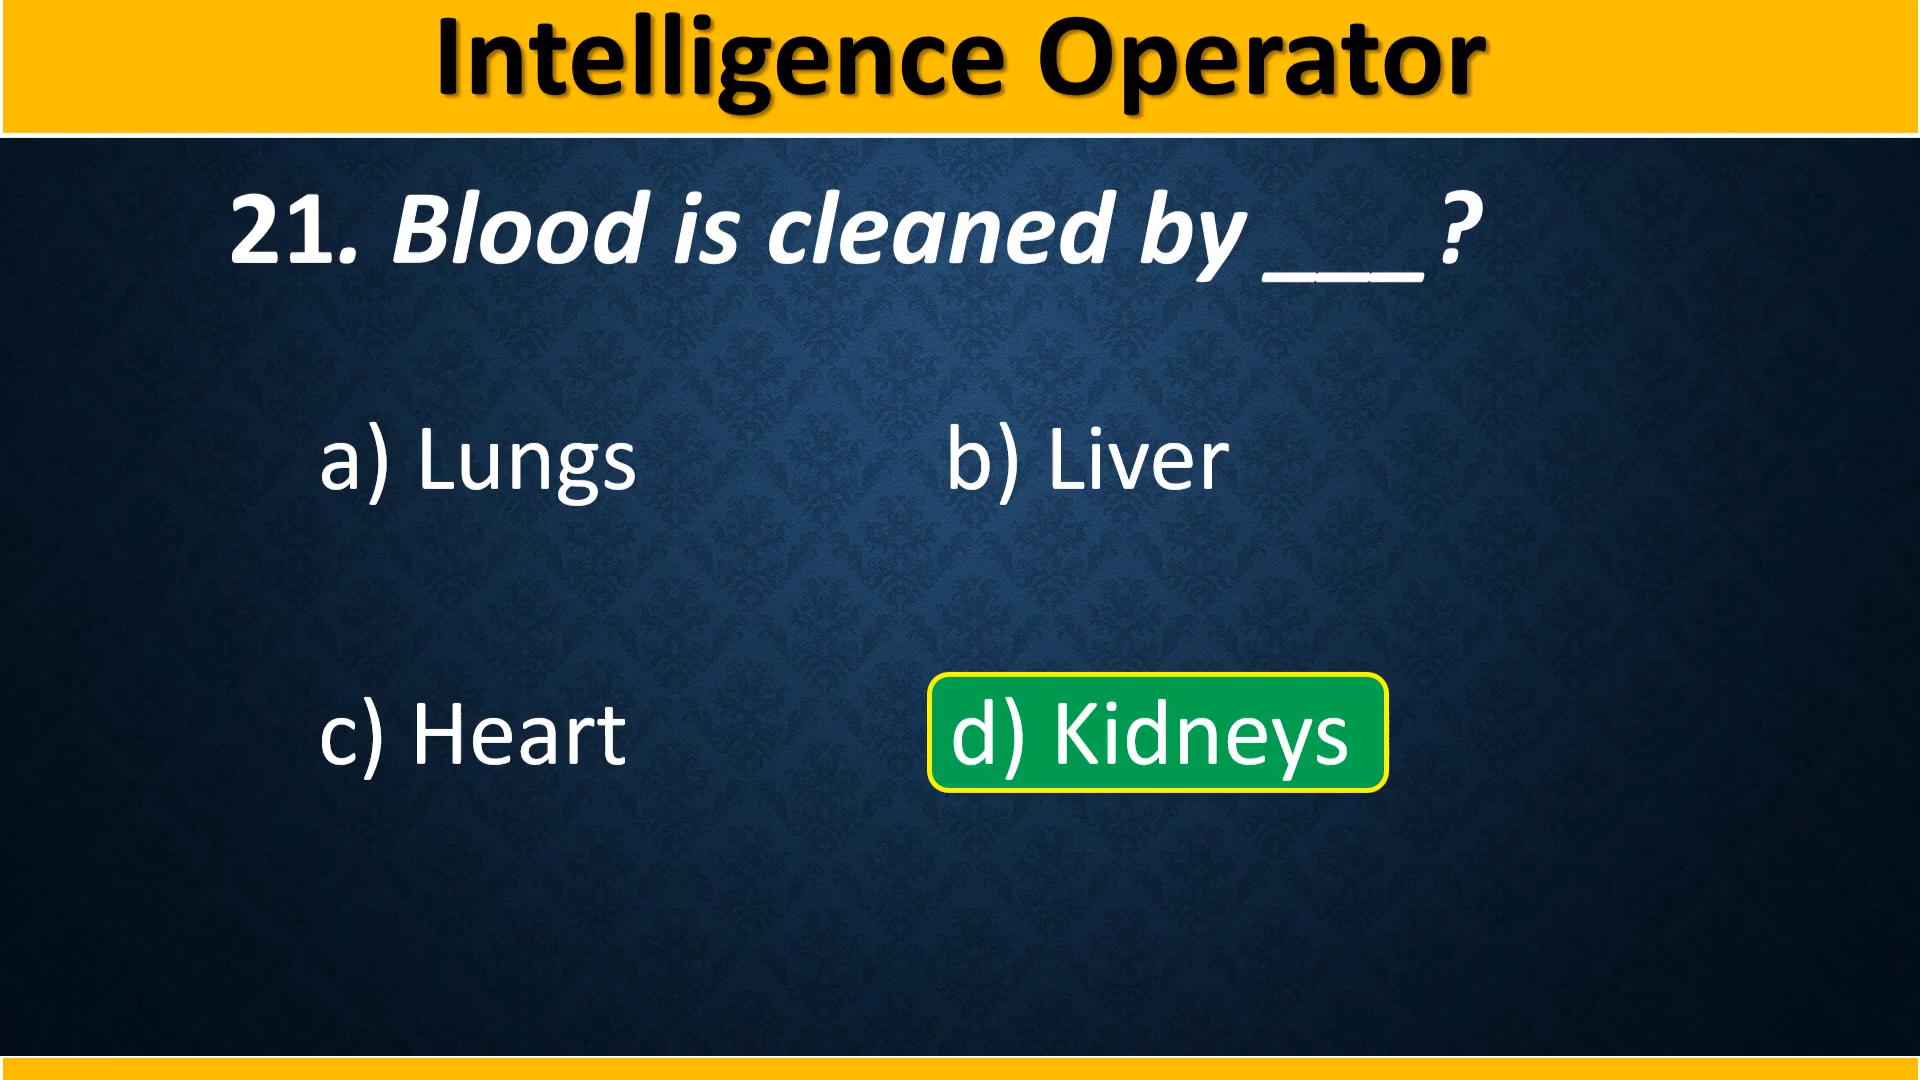 Intelligence Operator
21. Blood is cleaned by ___?
a) Lungs
b) Liver
c) Heart
d) Kidneys